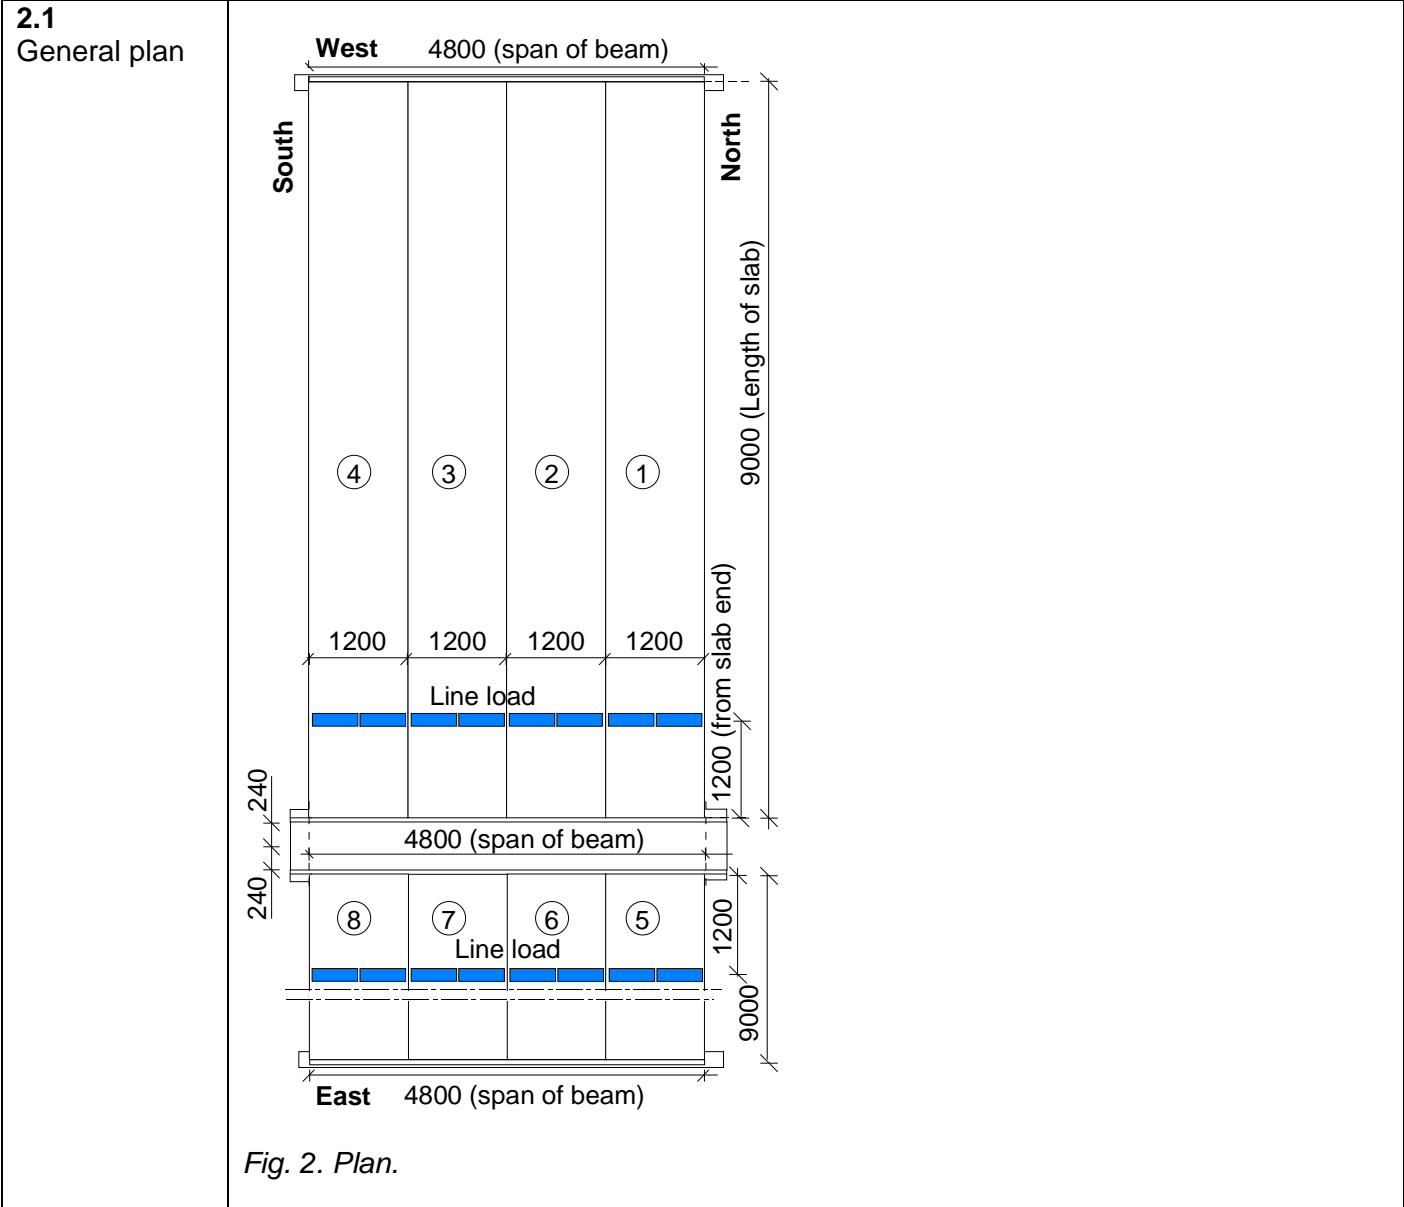 2.1
General plan
West 4800 (span of beam)
South
North
9000 (Length of slab)
4 3 2 1
1200 (from slab end)
1200 1200 1200 1200
Line load
240
4800 (span of beam)
240
8 7 6 5
1200
Line load
9000
East 4800 (span of beam)
Fig. 2. Plan.